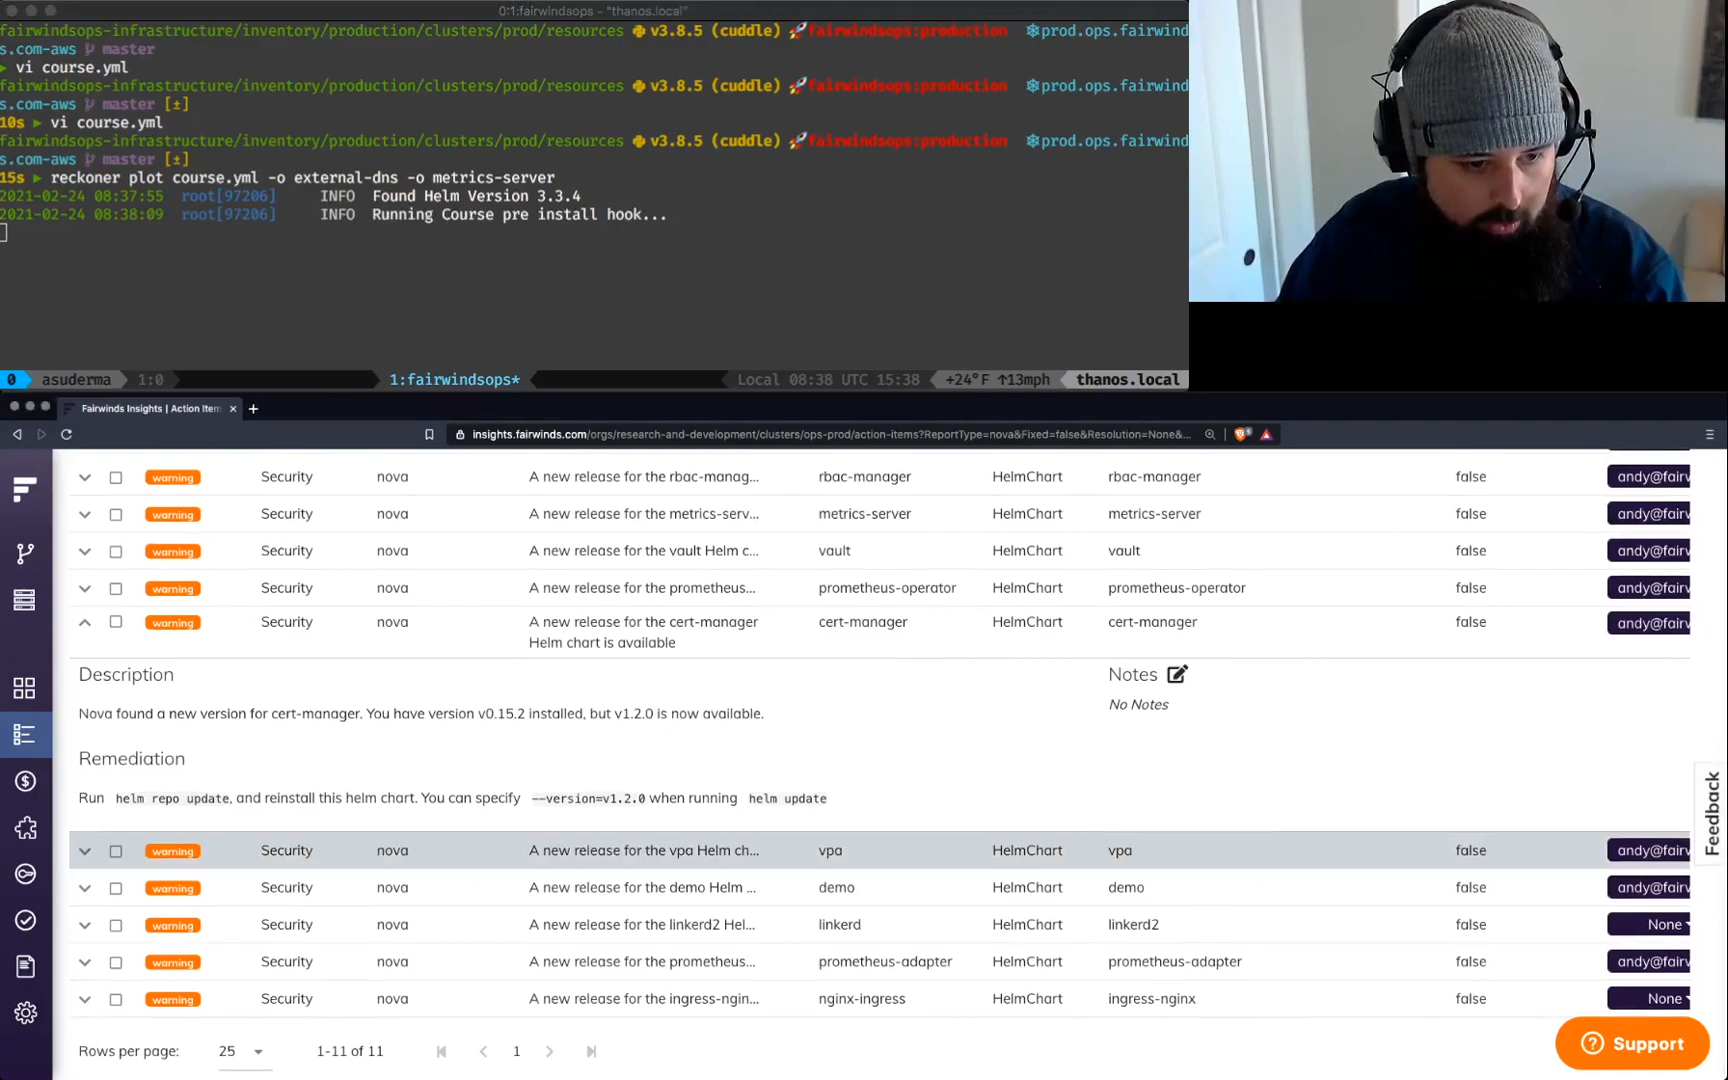 0:1:fairwindsops - "thanos.local"
fairwindsops-infrastructure/inventory/production/clusters/prod/resources v3.8.5 (cuddle) fairwindsops:production prod.ops.fairwind
s.com-aws master
vi course.yml
fairwindsops-infrastructure/inventory/production/clusters/prod/resources v3.8.5 (cuddle) fairwindsops:production prod.ops.fairwind
s.com-aws master [±]
10s vi course.yml
fairwindsops-infrastructure/inventory/production/clusters/prod/resources v3.8.5 (cuddle) fairwindsops:production prod.ops.fairwind
s.com-aws master [±]
15s reckoner plot course.yml -o external-dns -o metrics-server
2021-02-24 08:37:55 root[97206] INFO Found Helm Version 3.3.4
2021-02-24 08:38:09 root[97206] INFO Running Course pre install hook...
0 asuderma 1:0 1:fairwindsops* Local 08:38 UTC 15:38 +24°F ↑13mph thanos.local
Fairwinds Insights | Action Item × +
insights.fairwinds.com/orgs/research-and-development/clusters/ops-prod/action-items?ReportType=nova&Fixed=false&Resolution=None&...
warning Security nova A new release for the rbac-manag... rbac-manager HelmChart rbac-manager false andy@fairw
warning Security nova A new release for the metrics-serv... metrics-server HelmChart metrics-server false andy@fairw
warning Security nova A new release for the vault Helm c... vault HelmChart vault false andy@fairw
warning Security nova A new release for the prometheus... prometheus-operator HelmChart prometheus-operator false andy@fairw
warning Security nova A new release for the cert-manager cert-manager HelmChart cert-manager false andy@fairw
Helm chart is available
Description Notes
No Notes
Nova found a new version for cert-manager. You have version v0.15.2 installed, but v1.2.0 is now available.
Remediation
Run helm repo update, and reinstall this helm chart. You can specify --version=v1.2.0 when running helm update
Feedback
warning Security nova A new release for the vpa Helm ch... vpa HelmChart vpa false andy@fairw
warning Security nova A new release for the demo Helm ... demo HelmChart demo false andy@fairw
warning Security nova A new release for the linkerd2 Hel... linkerd HelmChart linkerd2 false None
warning Security nova A new release for the prometheus... prometheus-adapter HelmChart prometheus-adapter false andy@fairw
warning Security nova A new release for the ingress-ngin... nginx-ingress HelmChart ingress-nginx false None
Rows per page: 25 1-11 of 11 1
Support